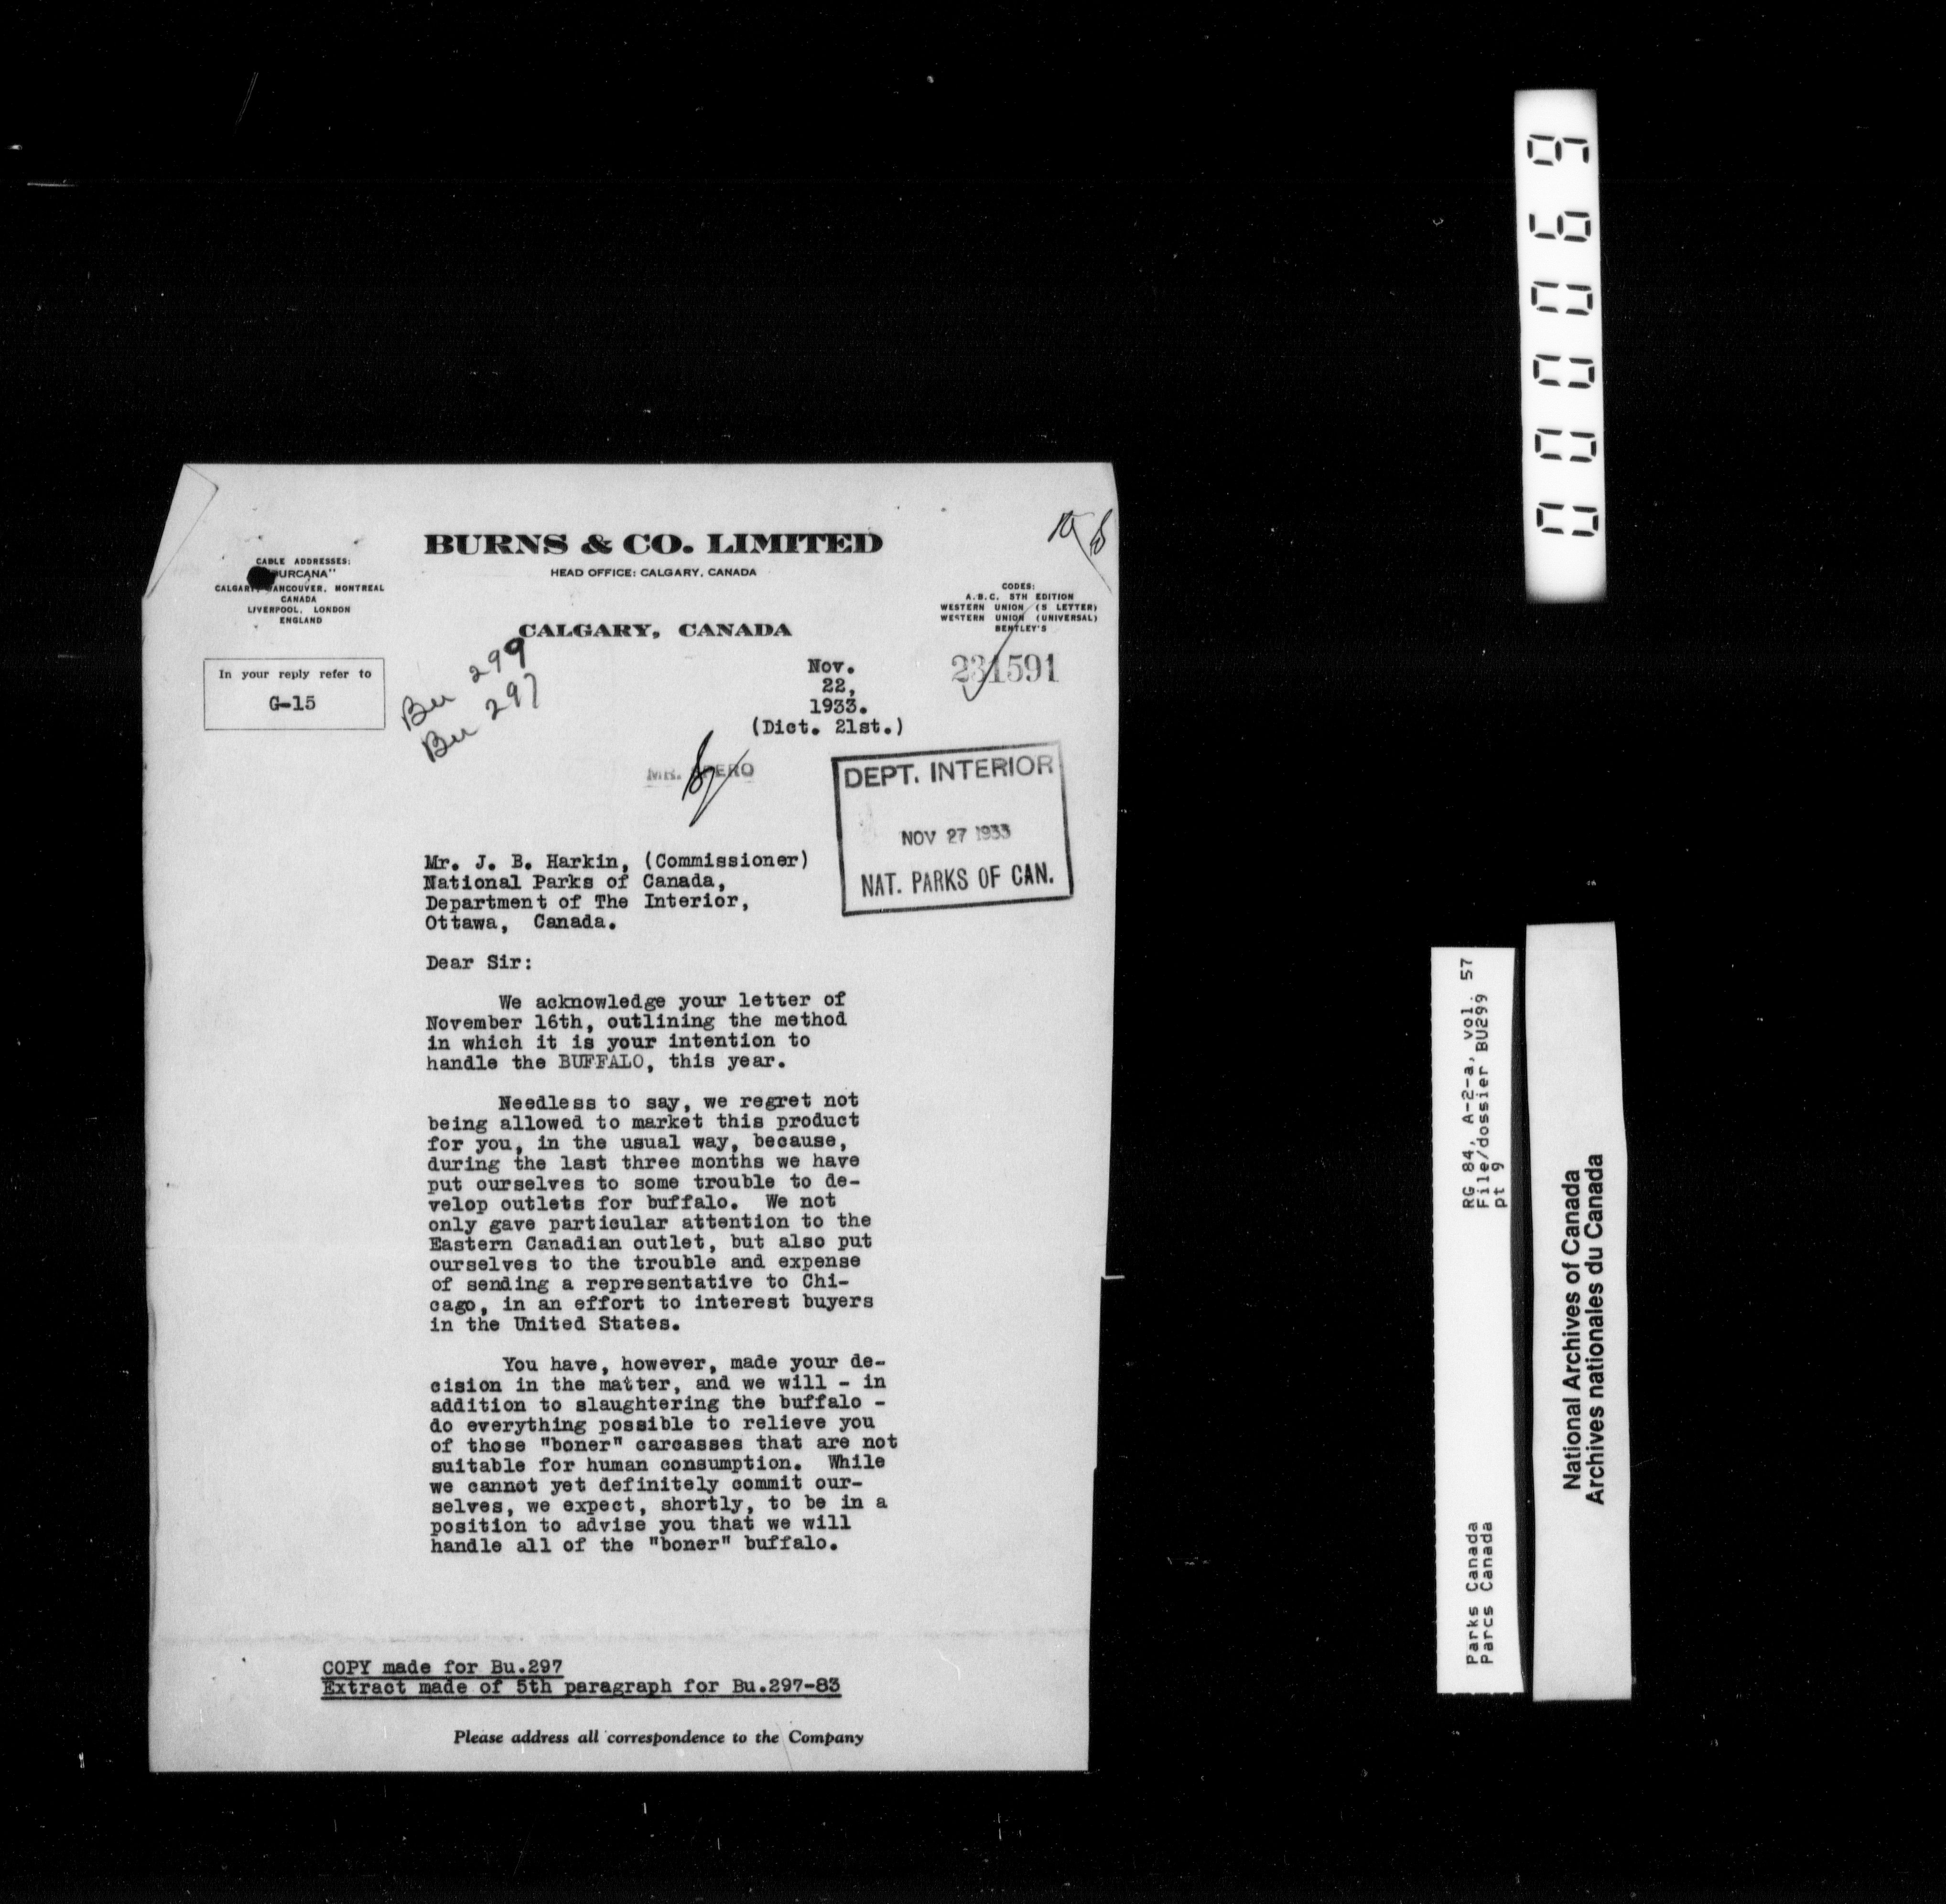 BURNS & CO. LIMITED
HEAD OFFICE: CALGARY, CANADA
CABLE ADDRESSES:
"BURCANA"
CALGARY, VANCOUVER, MONTREAL
CANADA
LIVERPOOL, LONDON
ENGLAND
CODES:
A.B.C. 5TH EDITION
WESTERN UNION (5 LETTER)
WESTERN UNION (UNIVERSAL)
BENTLEY'S
CALGARY, CANADA
In your reply refer to
G-15
Bu 299
Bu 297
Nov.
22,
1933.
(Dict. 21st.)
231591
MR. SPERO
DEPT. INTERIOR
NOV 27 1933
NAT. PARKS OF CAN.
Mr. J. B. Harkin, (Commissioner)
National Parks of Canada,
Department of The Interior,
Ottawa, Canada.
Dear Sir:
We acknowledge your letter of
November 16th, outlining the method
in which it is your intention to
handle the BUFFALO, this year.
Needless to say, we regret not
being allowed to market this product
for you, in the usual way, because,
during the last three months we have
put ourselves to some trouble to de-
velop outlets for buffalo. We not
only gave particular attention to the
Eastern Canadian outlet, but also put
ourselves to the trouble and expense
of sending a representative to Chi-
cago, in an effort to interest buyers
in the United States.
You have, however, made your de-
cision in the matter, and we will - in
addition to slaughtering the buffalo -
do everything possible to relieve you
of those "boner" carcasses that are not
suitable for human consumption. While
we cannot yet definitely commit our-
selves, we expect, shortly, to be in a
position to advise you that we will
handle all of the "boner" buffalo.
COPY made for Bu.297
Extract made of 5th paragraph for Bu.297-83
Please address all correspondence to the Company
000069
RG 84, A-2-a, vol. 57
File/dossier BU299
pt 9
Parks Canada
Parcs Canada
National Archives of Canada
Archives nationales du Canada